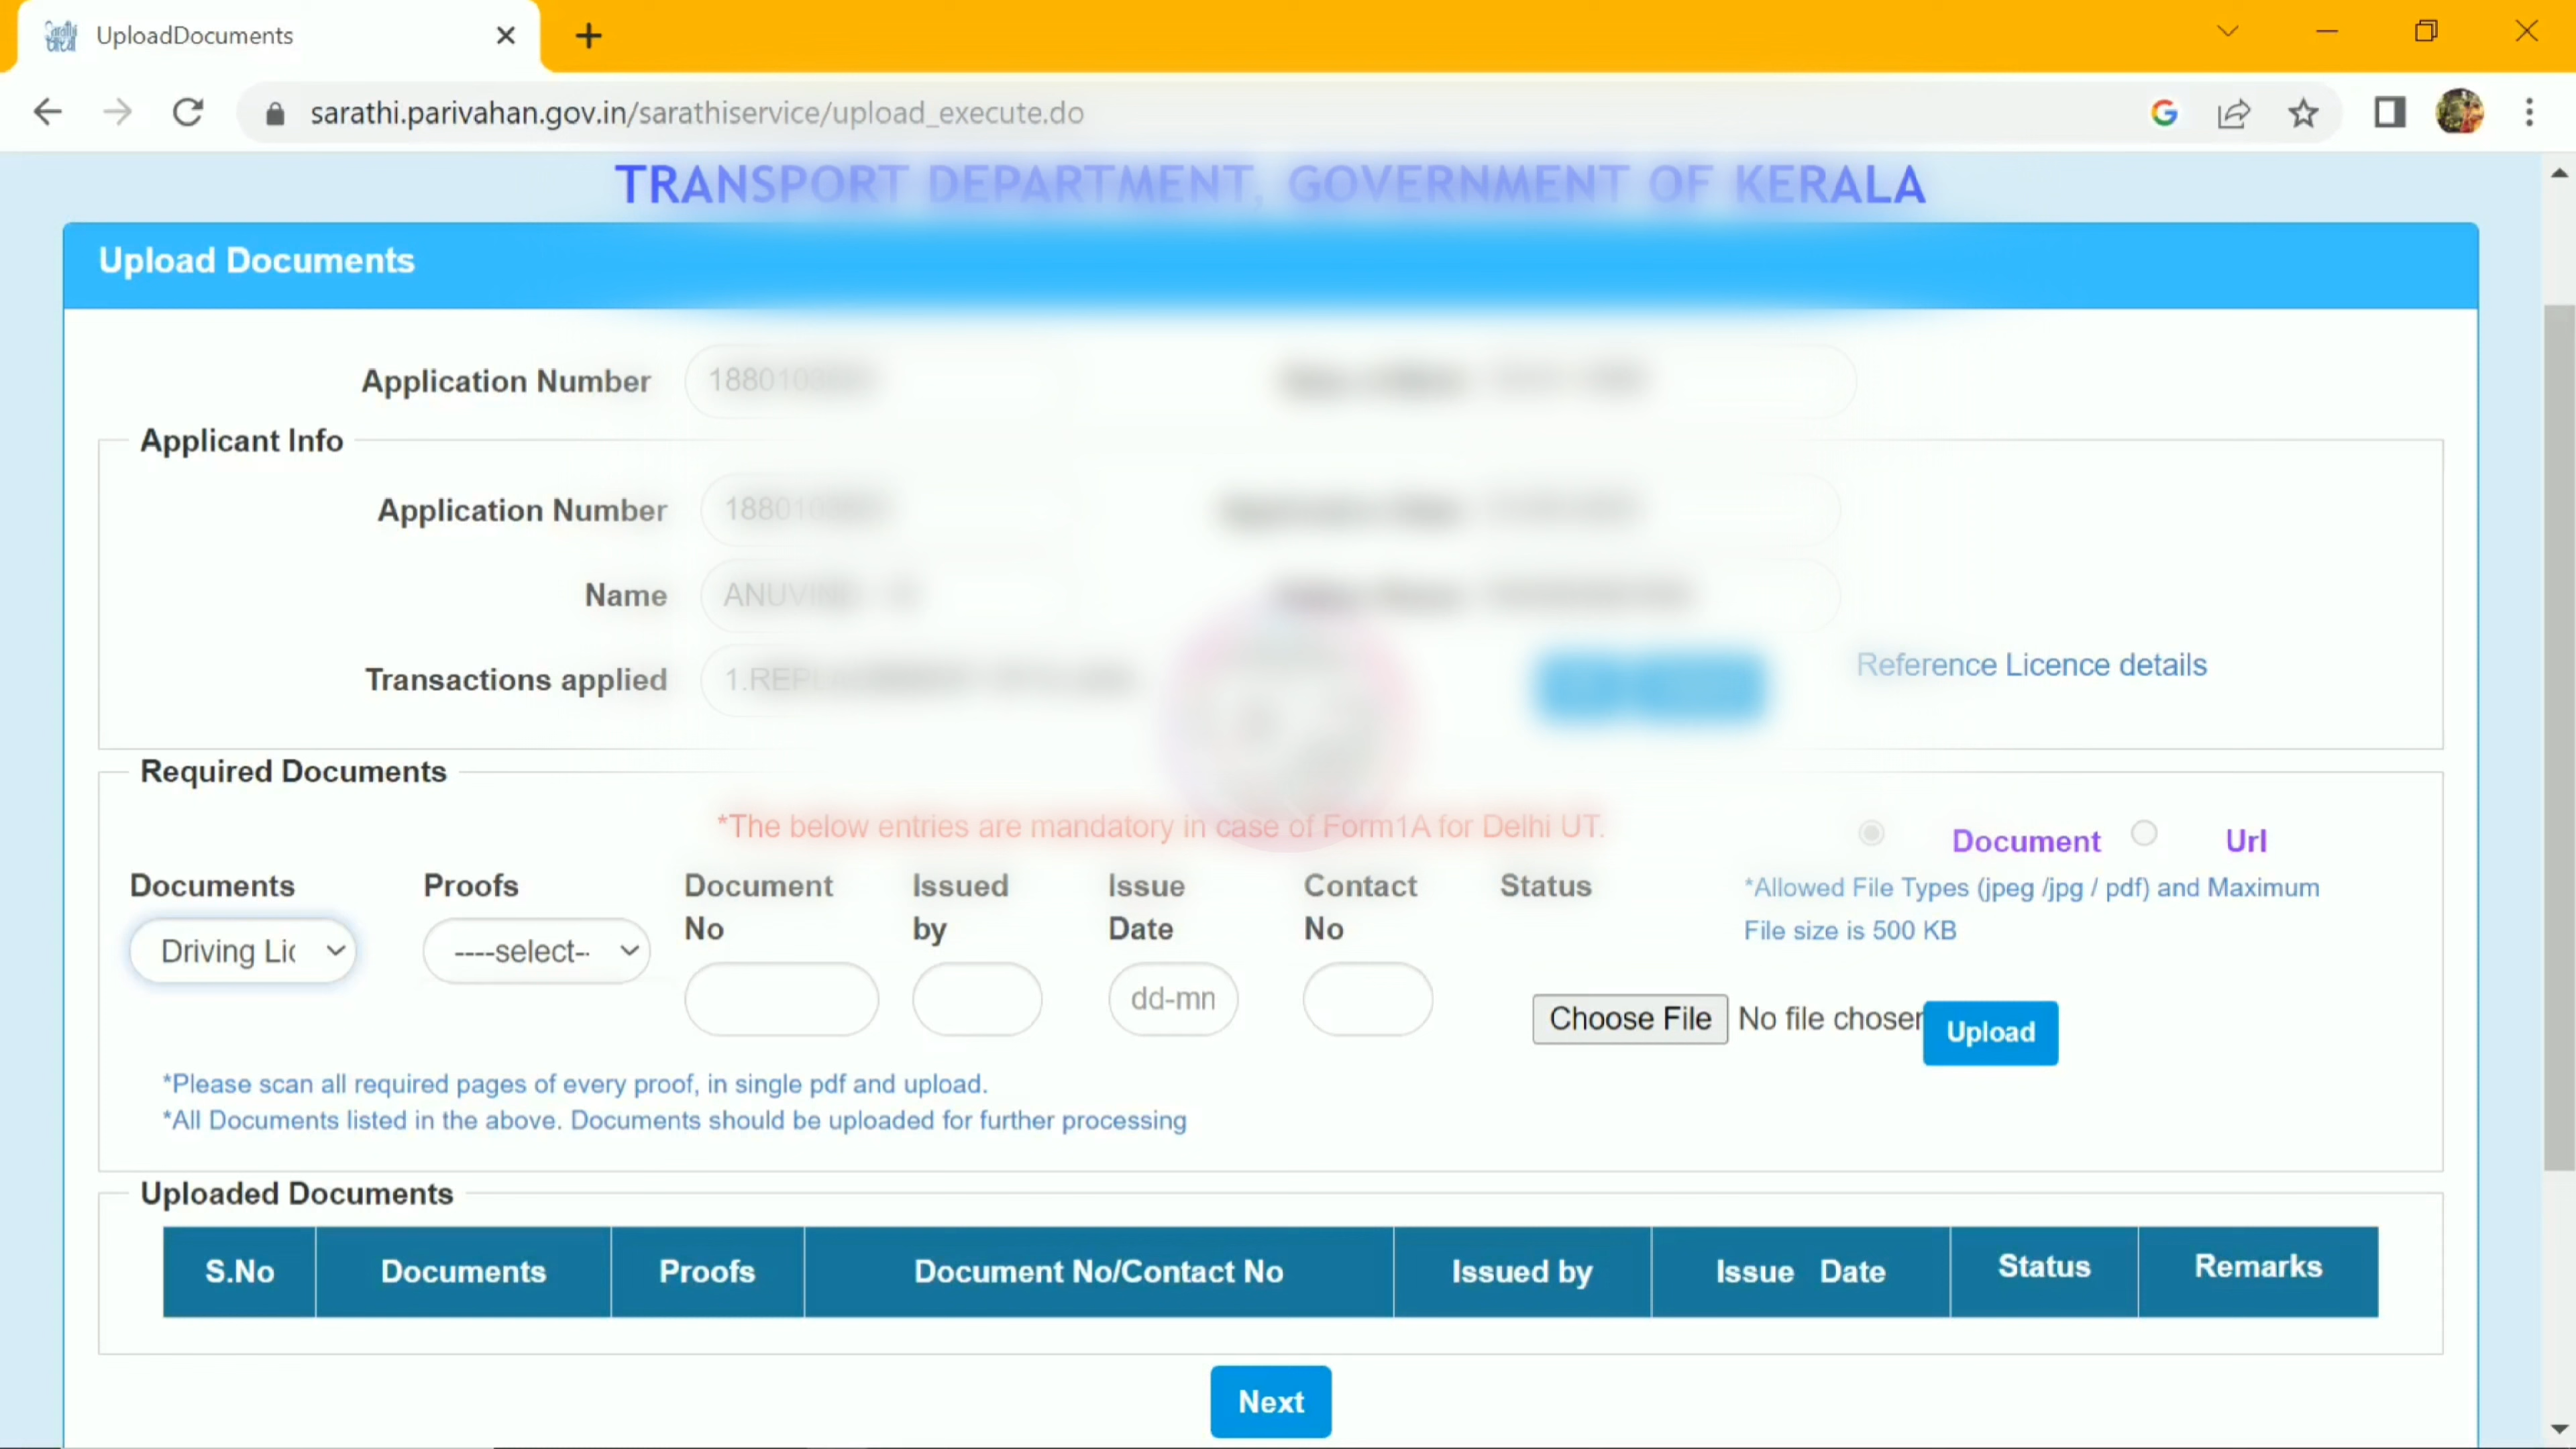 UploadDocuments
sarathi.parivahan.gov.in/sarathiservice/upload_execute.do
TRANSPORT DEPARTMENT, GOVERNMENT OF KERALA
Upload Documents
Application Number
Applicant Info
Application Number
Name
Transactions applied
Reference Licence details
Required Documents
*The below entries are mandatory in case of Form1A for Delhi UT.
Document Url
Documents Proofs Document No Issued by Issue Date Contact No Status
*Allowed File Types (jpeg /jpg / pdf) and Maximum
File size is 500 KB
Driving Lic ----select-- dd-mn
Choose File No file chosen Upload
*Please scan all required pages of every proof, in single pdf and upload.
*All Documents listed in the above. Documents should be uploaded for further processing
Uploaded Documents
S.No Documents Proofs Document No/Contact No Issued by Issue Date Status Remarks
Next